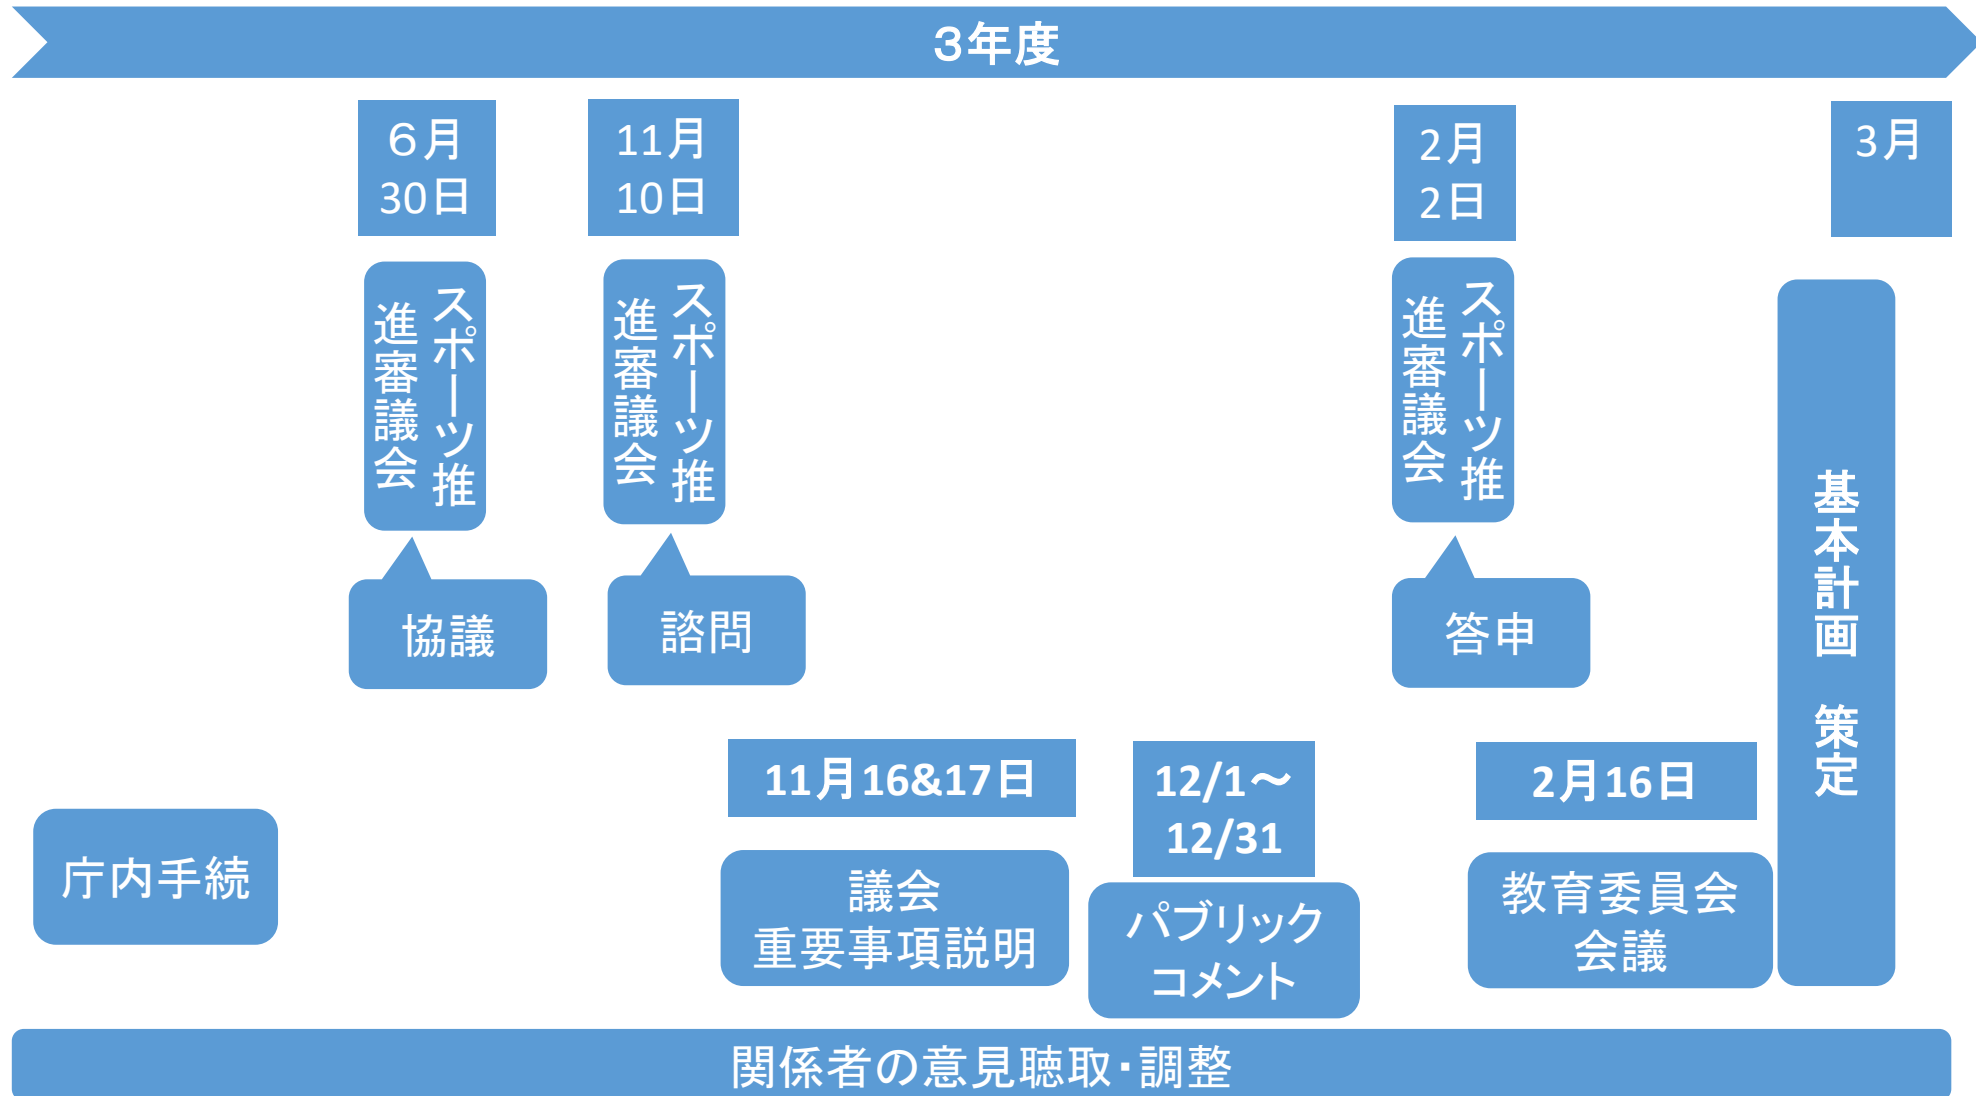 ３年度
６月
30日
11月
10日
2月
2日
3月
スポーツ推
進審議会
スポーツ推
進審議会
スポーツ推
進審議会
協議
諮問
答申
基本計画　策定
11月16&17日
12/1～
12/31
2月16日
庁内手続
議会
重要事項説明
パブリック
コメント
教育委員会
会議
関係者の意見聴取・調整